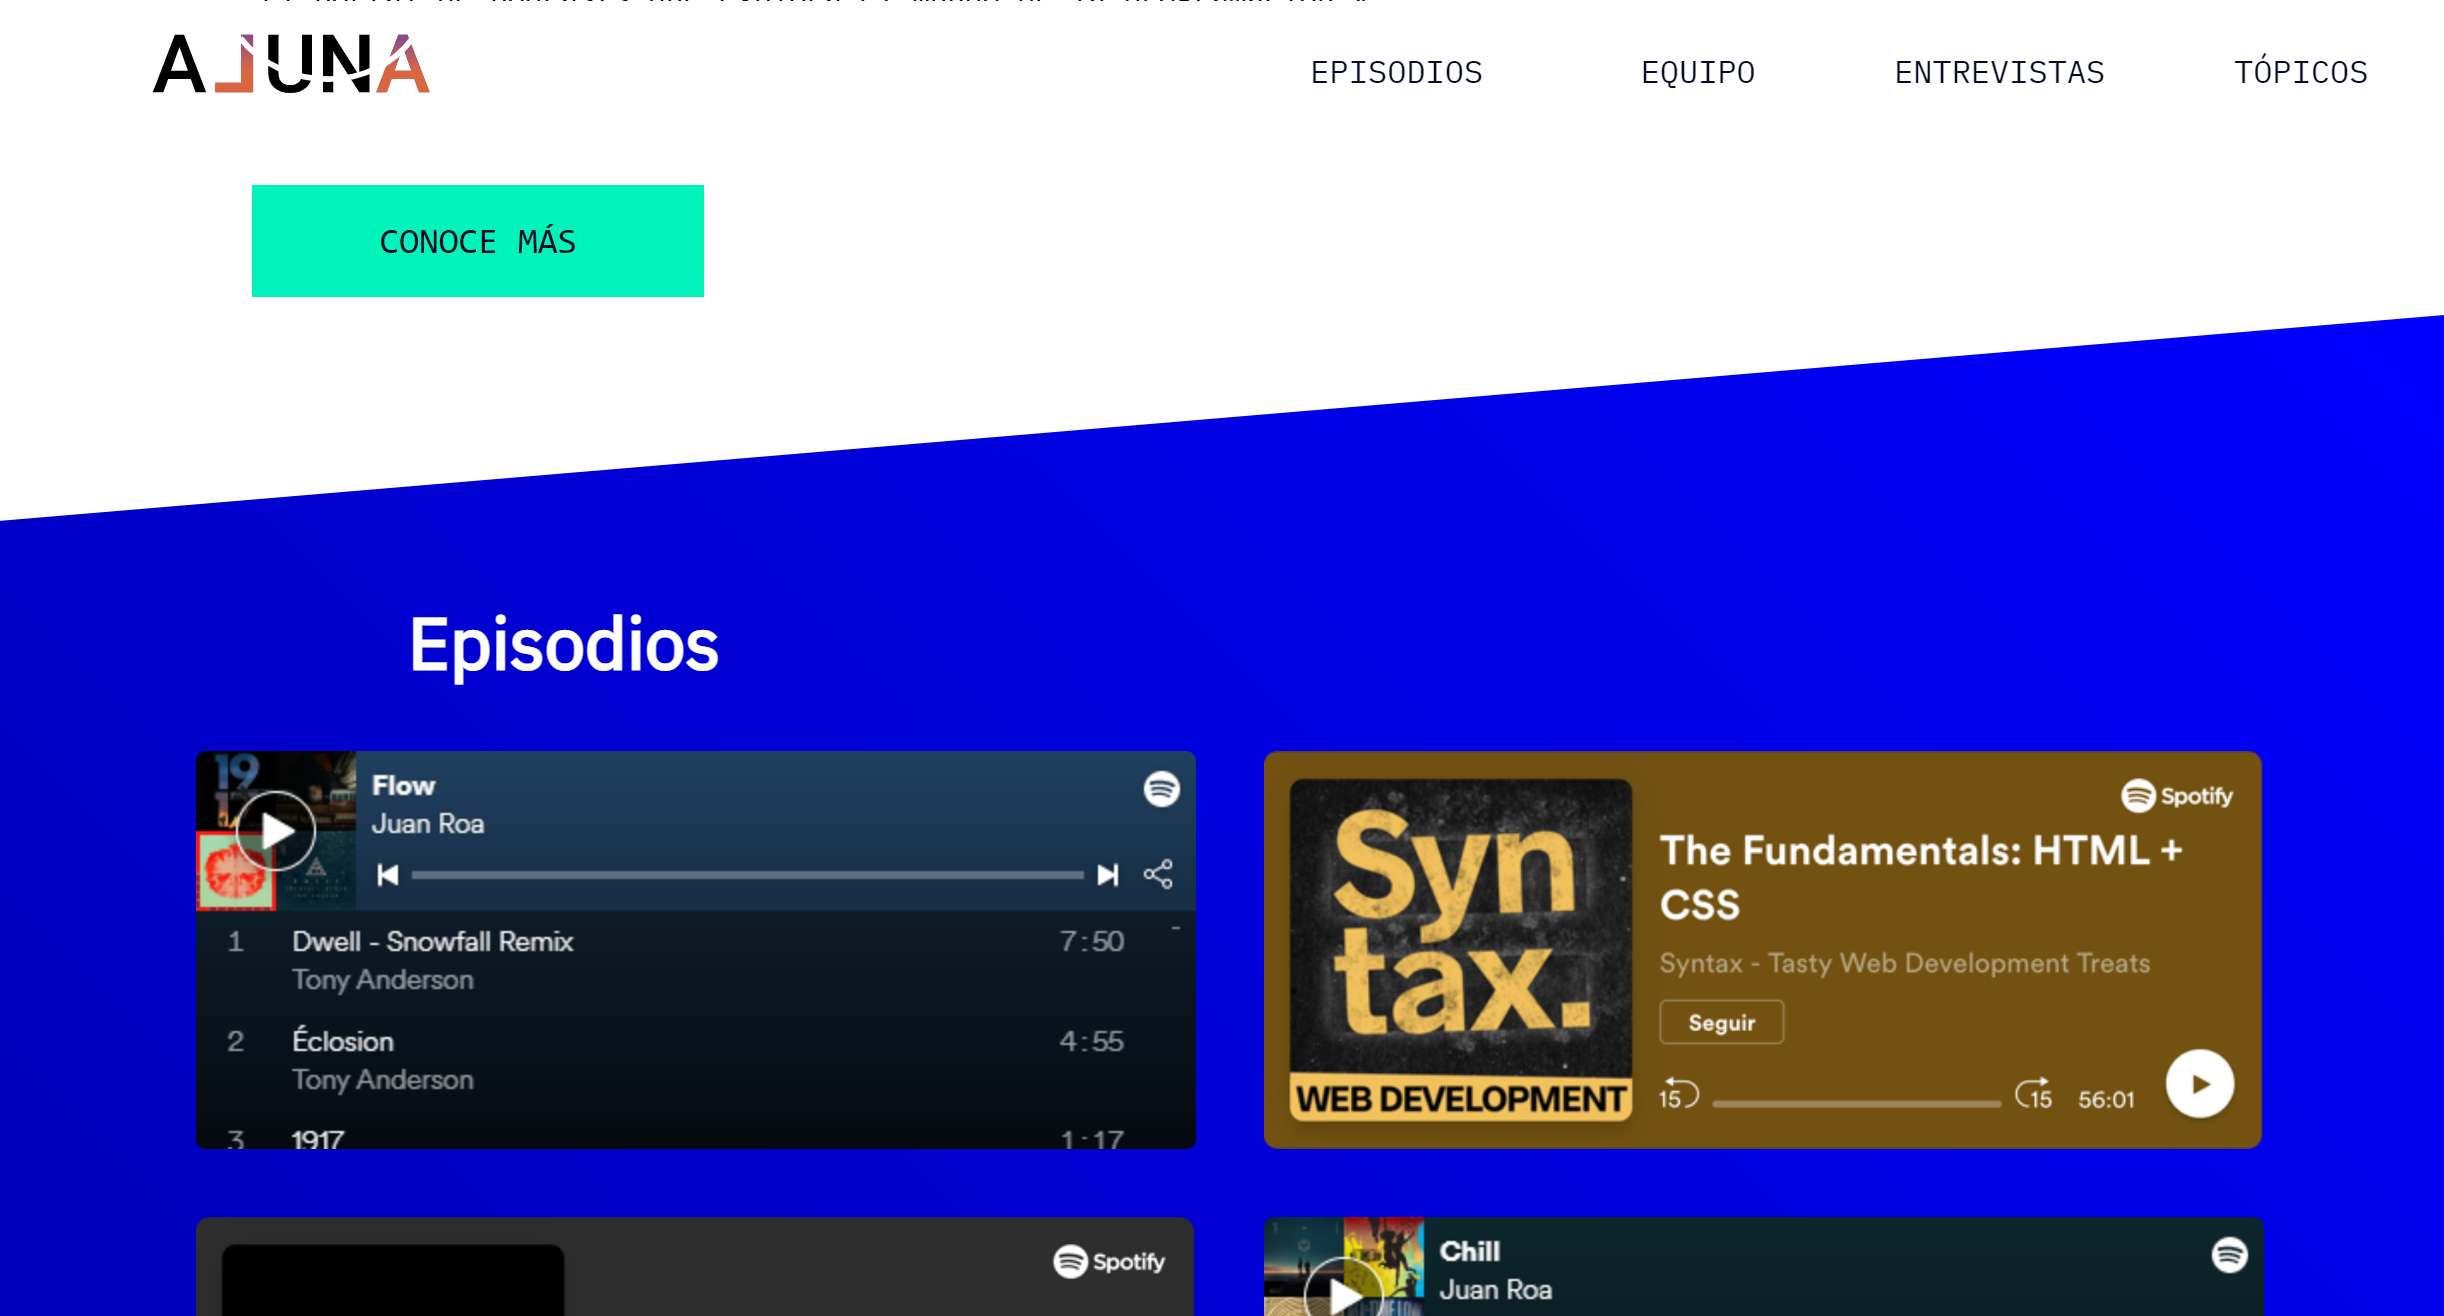 ALUNA
EPISODIOS
EQUIPO
ENTREVISTAS
TÓPICOS
CONOCE MÁS
Episodios
Flow
Juan Roa
1 Dwell - Snowfall Remix 7:50
Tony Anderson
2 Éclosion 4:55
Tony Anderson
3 1917 1:17
Syn
tax.
WEB DEVELOPMENT
Spotify
The Fundamentals: HTML +
CSS
Syntax - Tasty Web Development Treats
Seguir
15 15 56:01
Spotify
Chill
Juan Roa